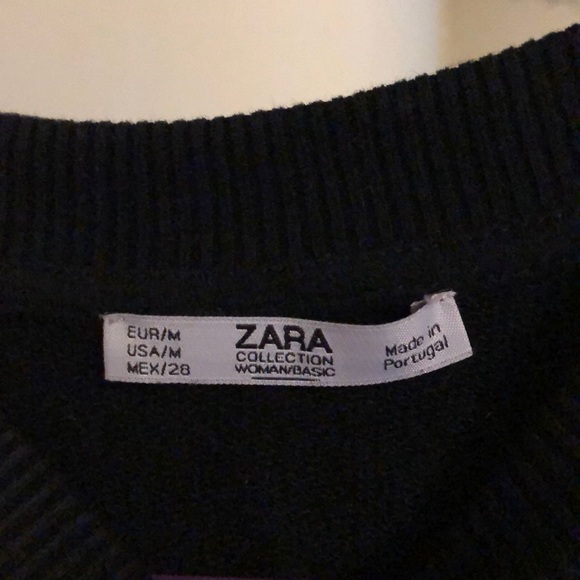 EUR/M
USA/M
MEX/28
ZARA
COLLECTION
WOMAN/BASIC
Made in
Portugal